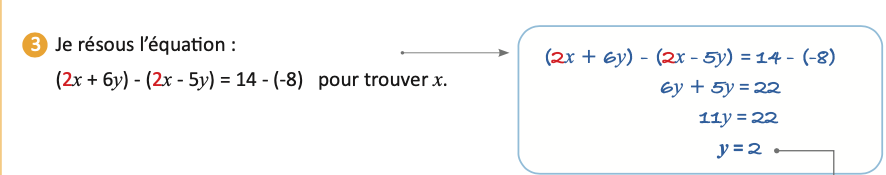 3 Je résous l'équation :
(2x + 6y) - (2x - 5y) = 14 - (-8) pour trouver x.
(2x + 6y) - (2x - 5y) = 14 - (-8)
6y + 5y = 22
11y = 22
y = 2